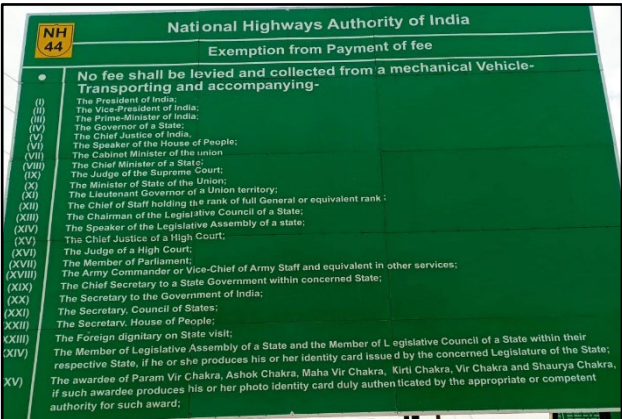 NH
44
National Highways Authority of India
Exemption from Payment of fee
• No fee shall be levied and collected from a mechanical Vehicle-
Transporting and accompanying-
(I) The President of India;
(II) The Vice-President of India;
(III) The Prime-Minister of India;
(IV) The Governor of a State;
(V) The Chief Justice of India,
(VI) The Speaker of the House of People;
(VII) The Cabinet Minister of the union
(VIII) The Chief Minister of a State;
(IX) The Judge of the Supreme Court;
(X) The Minister of State of the Union;
(XI) The Lieutenant Governor of a Union territory;
(XII) The Chief of Staff holding the rank of full General or equivalent rank;
(XIII) The Chairman of the Legislative Council of a State;
(XIV) The Speaker of the Legislative Assembly of a state;
(XV) The Chief Justice of a High Court;
(XVI) The Judge of a High Court;
(XVII) The Member of Parliament;
(XVIII) The Army Commander or Vice-Chief of Army Staff and equivalent in other services;
(XIX) The Chief Secretary to a State Government within concerned State;
(XX) The Secretary to the Government of India;
(XXI) The Secretary, Council of States;
(XXII) The Secretary, House of People;
XXIII) The Foreign dignitary on State visit;
XIV) The Member of Legislative Assembly of a State and the Member of Legislative Council of a State within their
respective State, if he or she produces his or her identity card issued by the concerned Legislature of the State;
XV) The awardee of Param Vir Chakra, Ashok Chakra, Maha Vir Chakra, Kirti Chakra, Vir Chakra and Shaurya Chakra,
if such awardee produces his or her photo identity card duly authenticated by the appropriate or competent
authority for such award;